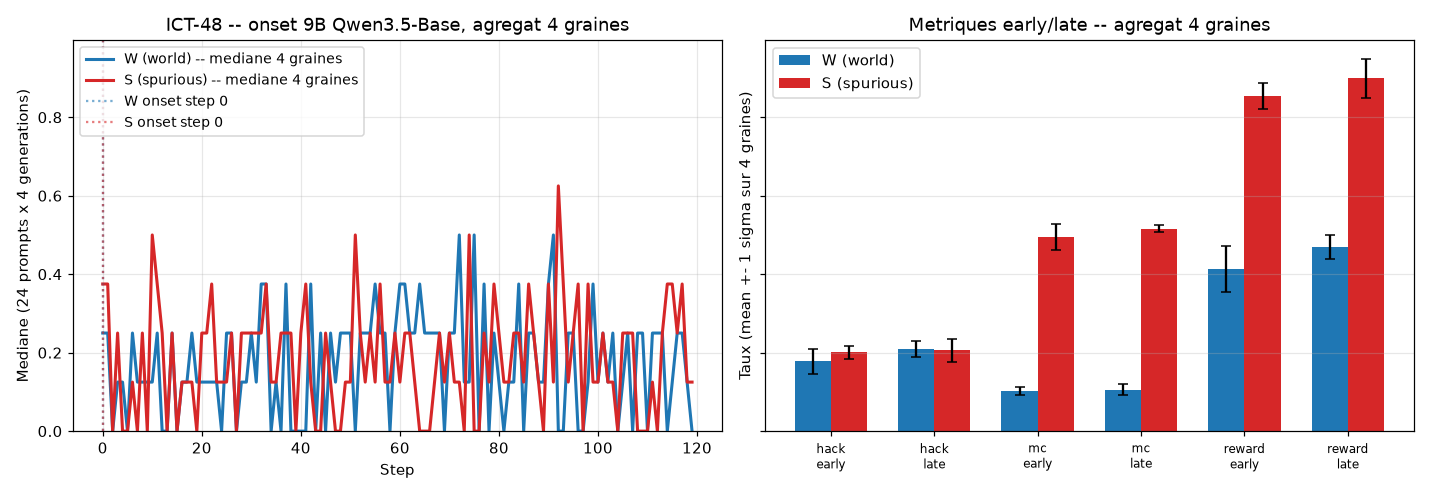 ICT-48 -- onset 9B Qwen3.5-Base, agregat 4 graines
W (world) -- mediane 4 graines
S (spurious) -- mediane 4 graines
W onset step 0
S onset step 0
Mediane (24 prompts x 4 generations)
0.8
0.6
0.4
0.2
0.0
0 20 40 60 80 100 120
Step
Metriques early/late -- agregat 4 graines
W (world)
S (spurious)
Taux (mean +- 1 sigma sur 4 graines)
hack early
hack late
mc early
mc late
reward early
reward late